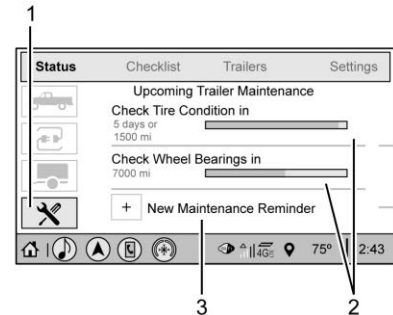 1
Status Checklist Trailers Settings
Upcoming Trailer Maintenance
Check Tire Condition in
5 days or
1500 mi
Check Wheel Bearings in
7000 mi
+ New Maintenance Reminder
4G 75° 2:43
3 2